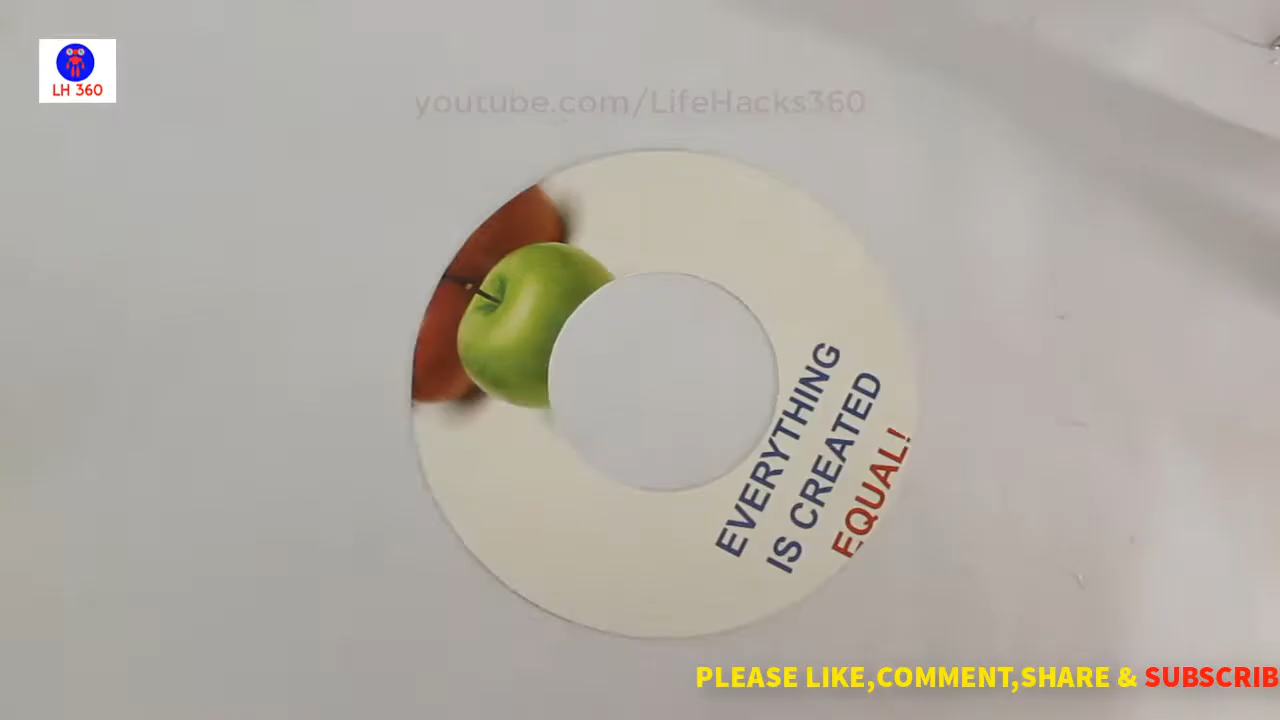 LH 360
youtube.com/LifeHacks360
EVERYTHING
IS CREATED
EQUAL!
PLEASE LIKE,COMMENT,SHARE & SUBSCRIB